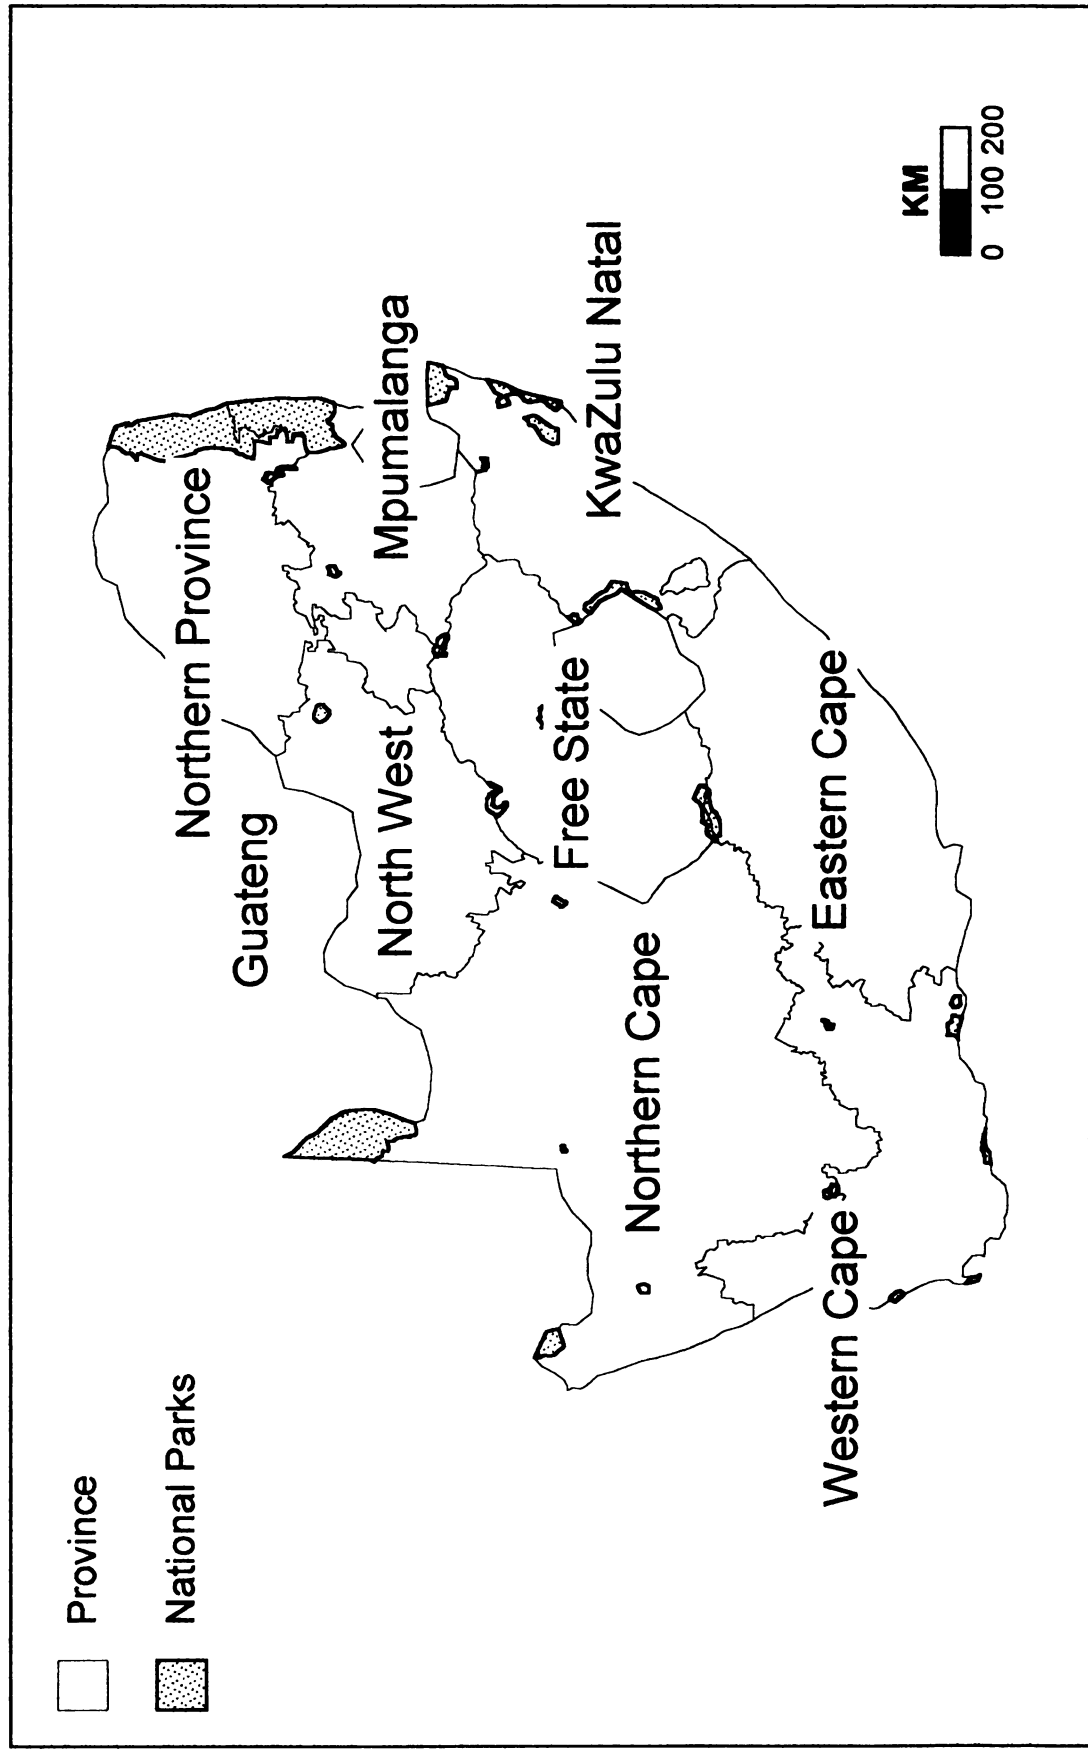 Province
National Parks
Northern Province
Guateng
Mpumalanga
North West
Free State
KwaZulu Natal
Northern Cape
Eastern Cape
Western Cape
KM
0 100 200